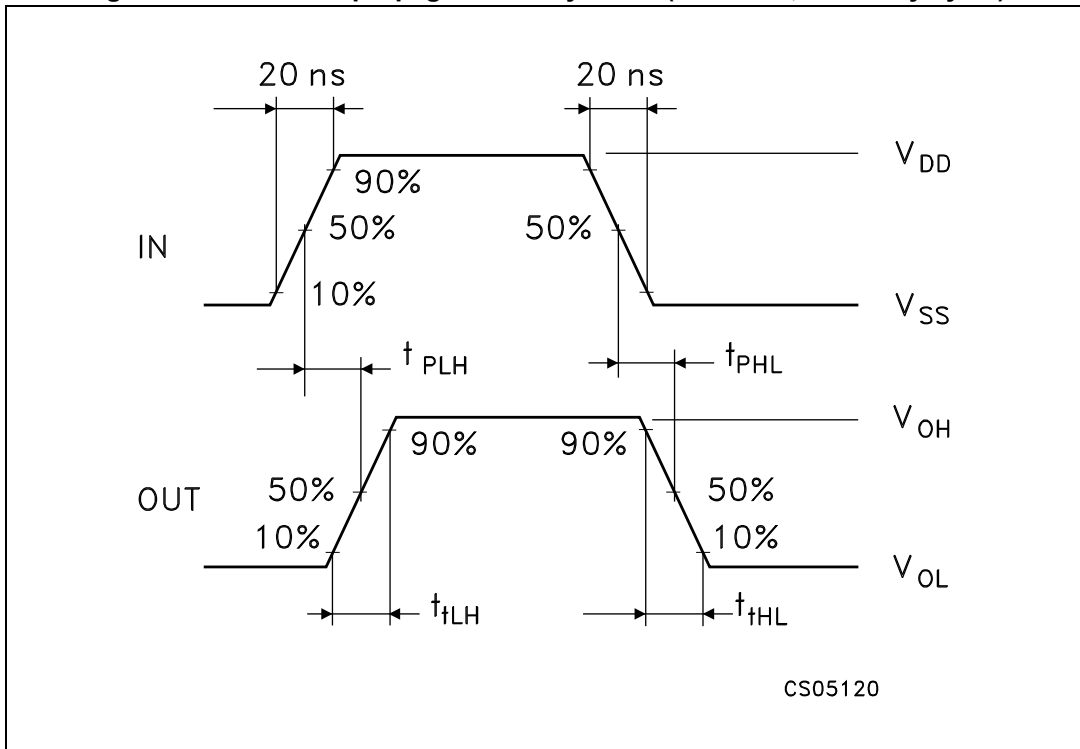 20 ns 20 ns
V DD
90%
50% 50%
IN
10%
V SS
t PLH t PHL
V OH
90% 90%
50% 50%
OUT
10% 10%
V OL
t tLH t tHL
CS05120